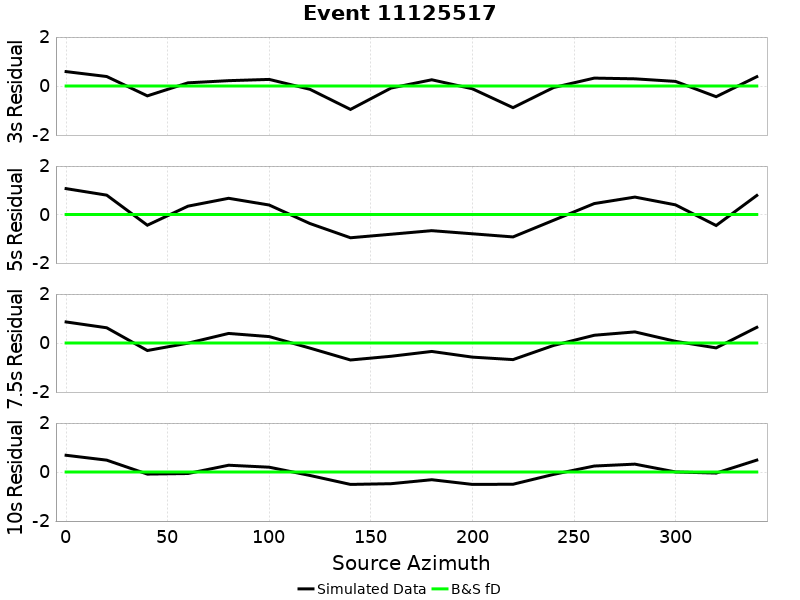 Event 11125517
3s Residual
2
0
-2
5s Residual
2
0
-2
7.5s Residual
2
0
-2
10s Residual
2
0
-2
0 50 100 150 200 250 300
Source Azimuth
Simulated Data B&S fD